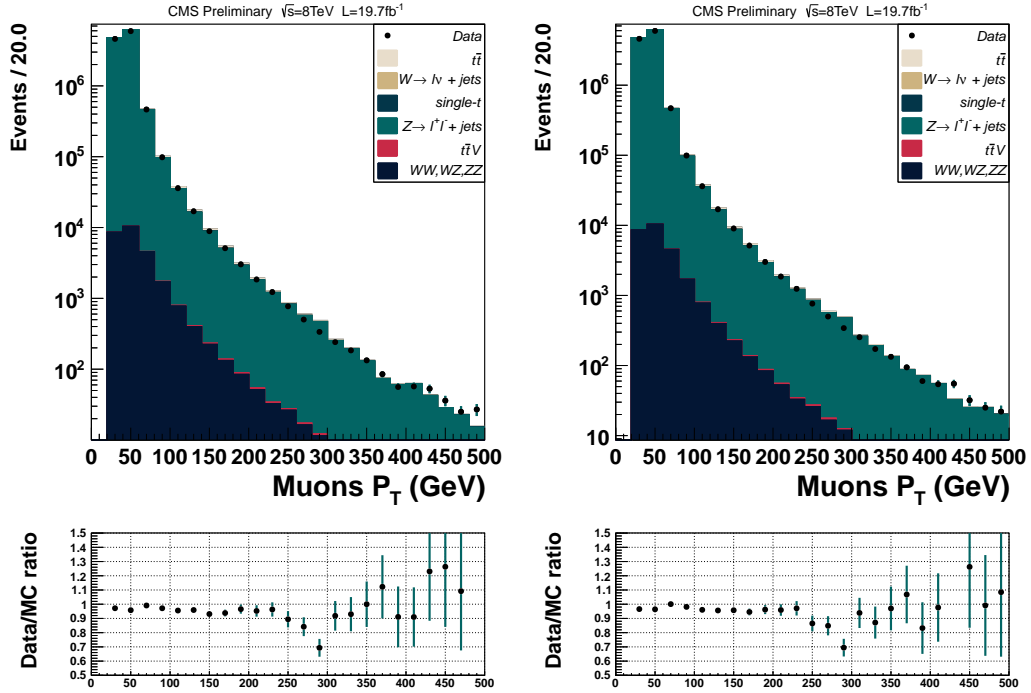 CMS Preliminary √s=8TeV L=19.7fb⁻¹
Events / 20.0
Data
tt̄
W→ lν + jets
single-t
Z→ l⁺l⁻+ jets
tt̄V
WW,WZ,ZZ
10⁶
10⁵
10⁴
10³
10²
0 50 100 150 200 250 300 350 400 450 500
Muons P_T (GeV)
Data/MC ratio
1.5
1.4
1.3
1.2
1.1
1
0.9
0.8
0.7
0.6
0.5
0 50 100 150 200 250 300 350 400 450 500
CMS Preliminary √s=8TeV L=19.7fb⁻¹
Events / 20.0
Data
tt̄
W→ lν + jets
single-t
Z→ l⁺l⁻+ jets
tt̄V
WW,WZ,ZZ
10⁶
10⁵
10⁴
10³
10²
10
0 50 100 150 200 250 300 350 400 450 500
Muons P_T (GeV)
Data/MC ratio
1.5
1.4
1.3
1.2
1.1
1
0.9
0.8
0.7
0.6
0.5
0 50 100 150 200 250 300 350 400 450 500